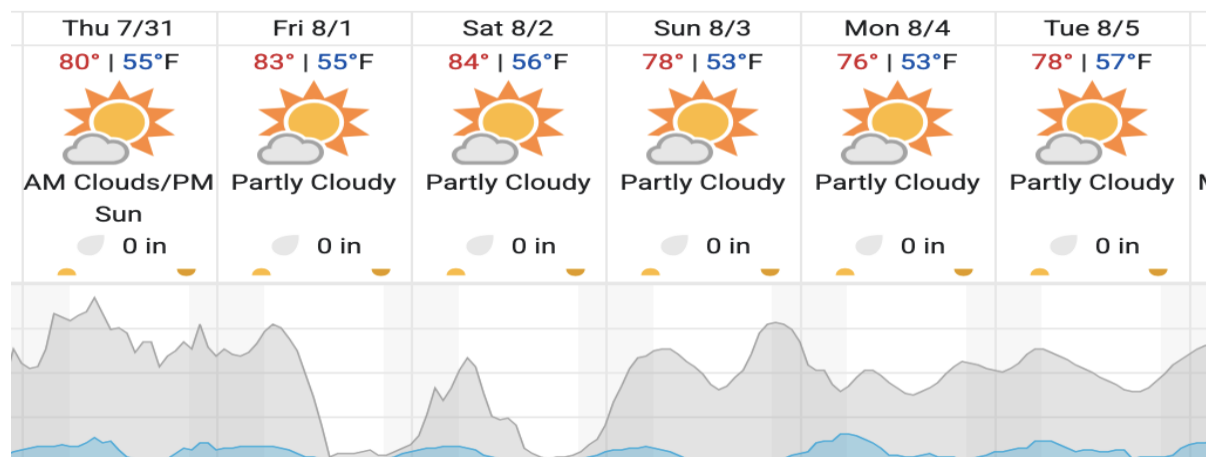 Thu 7/31 Fri 8/1 Sat 8/2 Sun 8/3 Mon 8/4 Tue 8/5
80° | 55°F 83° | 55°F 84° | 56°F 78° | 53°F 76° | 53°F 78° | 57°F
AM Clouds/PM Partly Cloudy Partly Cloudy Partly Cloudy Partly Cloudy Partly Cloudy
Sun
0 in 0 in 0 in 0 in 0 in 0 in